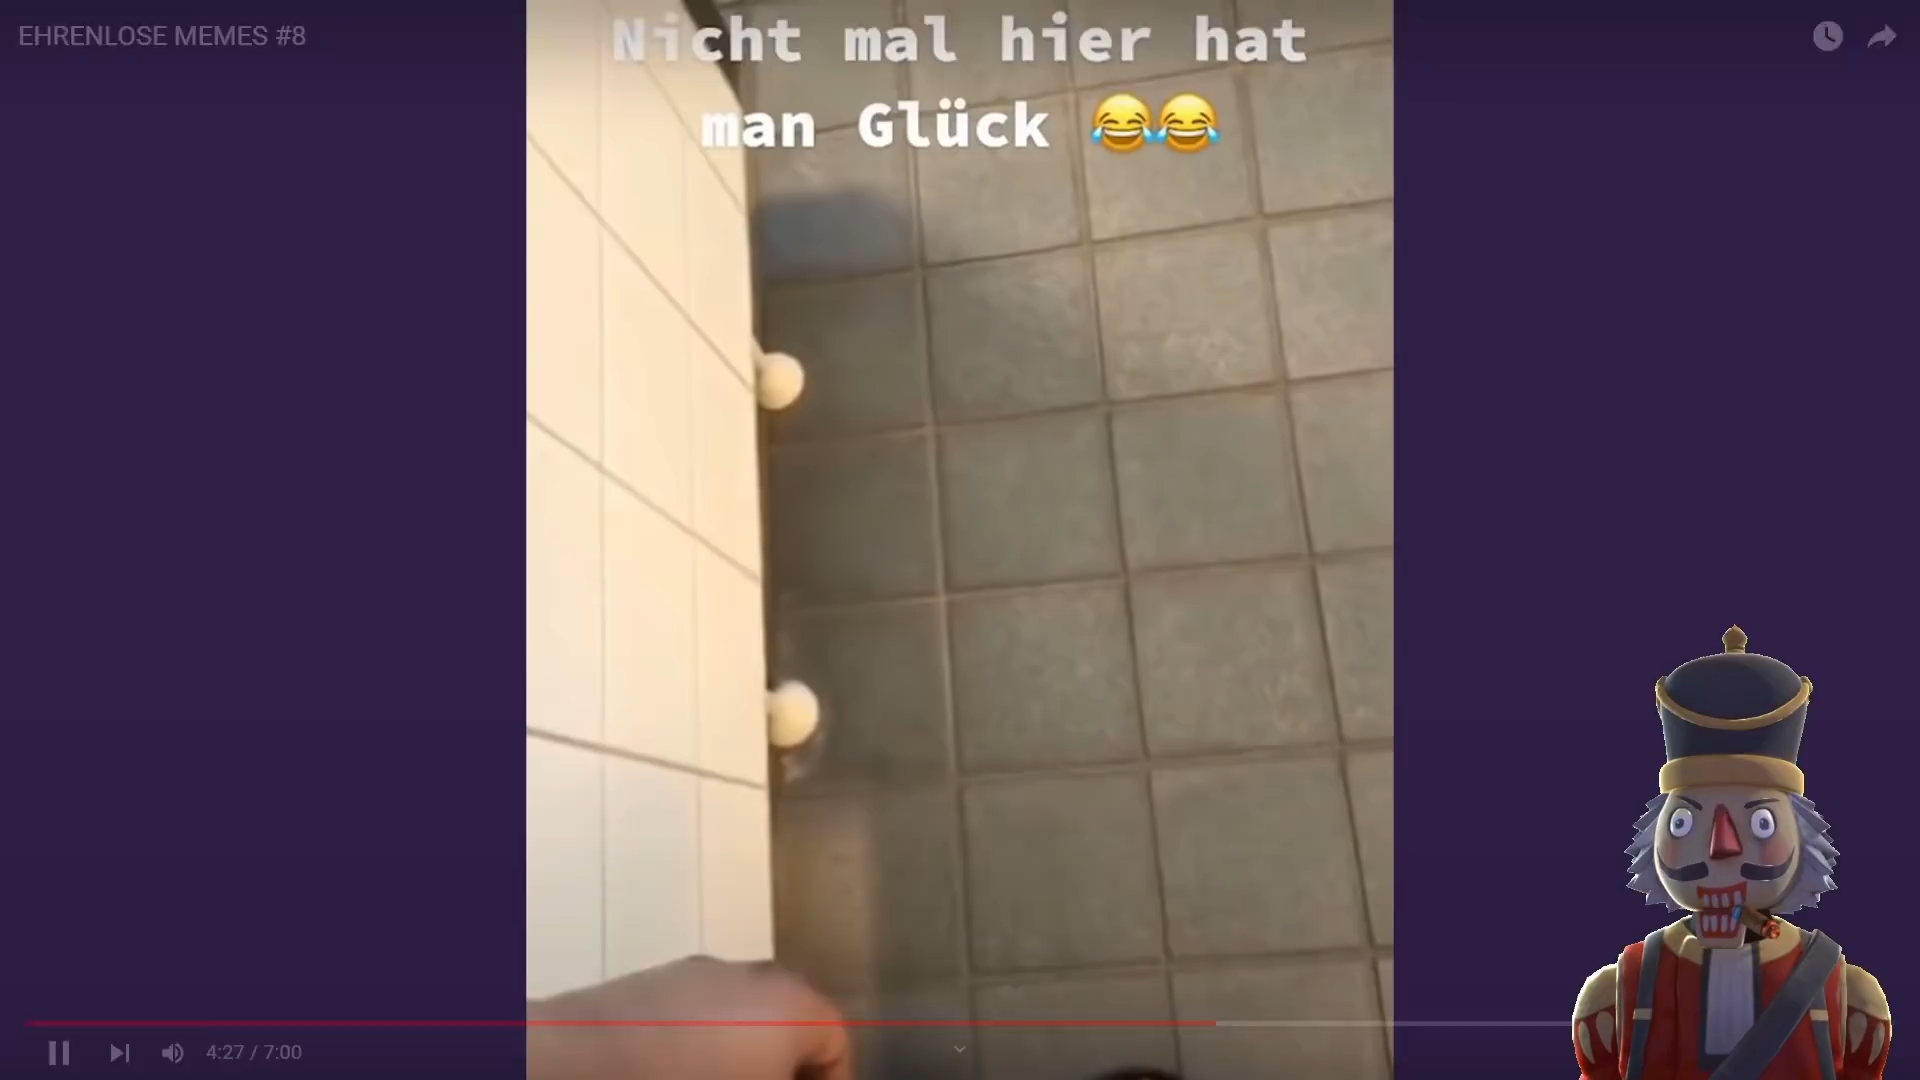 EHRENLOSE MEMES #8
Nicht mal hier hat
man Glück 😂😂
4:27 / 7:00